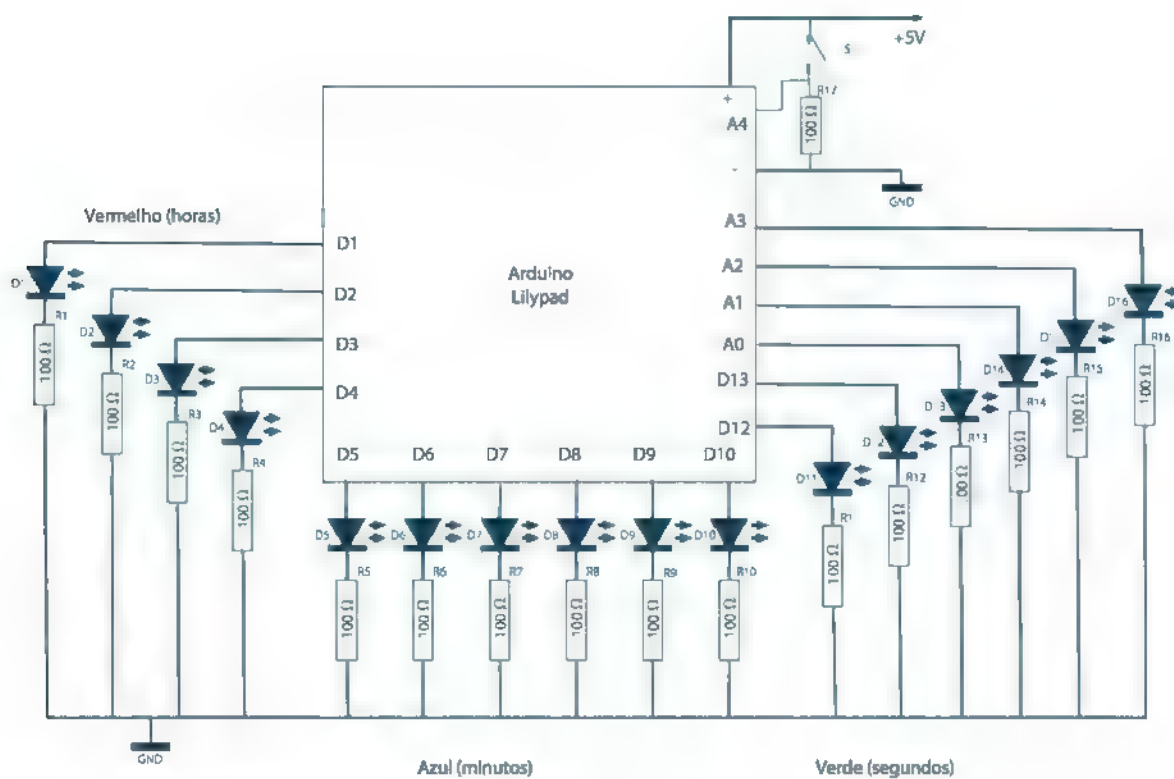 +5V
S
R17
+
A4
100 Ω
-
GND
Vermelho (horas)
A3
D1
A2
Arduino
Lilypad
D2
A1
D16
R1
D2
D3
A0
R16
R2
D14
R15
D3
D4
D13
R14
100 Ω
R3
D4
D12
R13
100 Ω
R4
D5
D6
D7
D8
D9
D10
D11
R12
100 Ω
100 Ω
100 Ω
100 Ω
100 Ω
100 Ω
D5
D6
D7
D8
D9
D10
R5
R6
R7
R8
R9
R10
100 Ω
100 Ω
100 Ω
100 Ω
100 Ω
100 Ω
100 Ω
GND
Azul (minutos)
Verde (segundos)